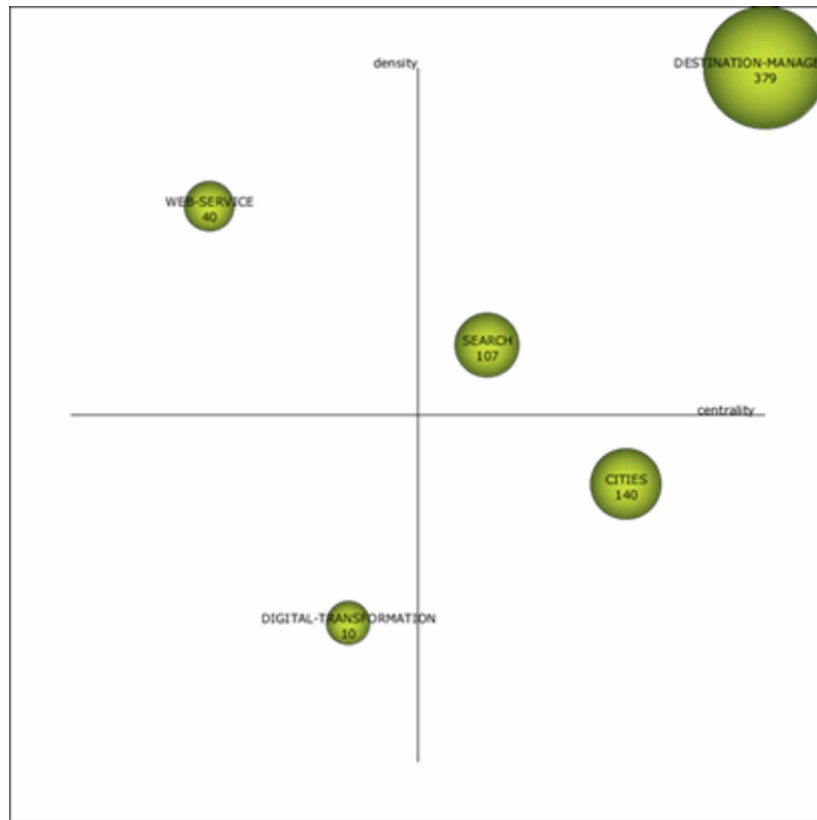 density
DESTINATION-MANAGE
379
WEB-SERVICE
40
SEARCH
107
centrality
CITIES
140
DIGITAL-TRANSFORMATION
10